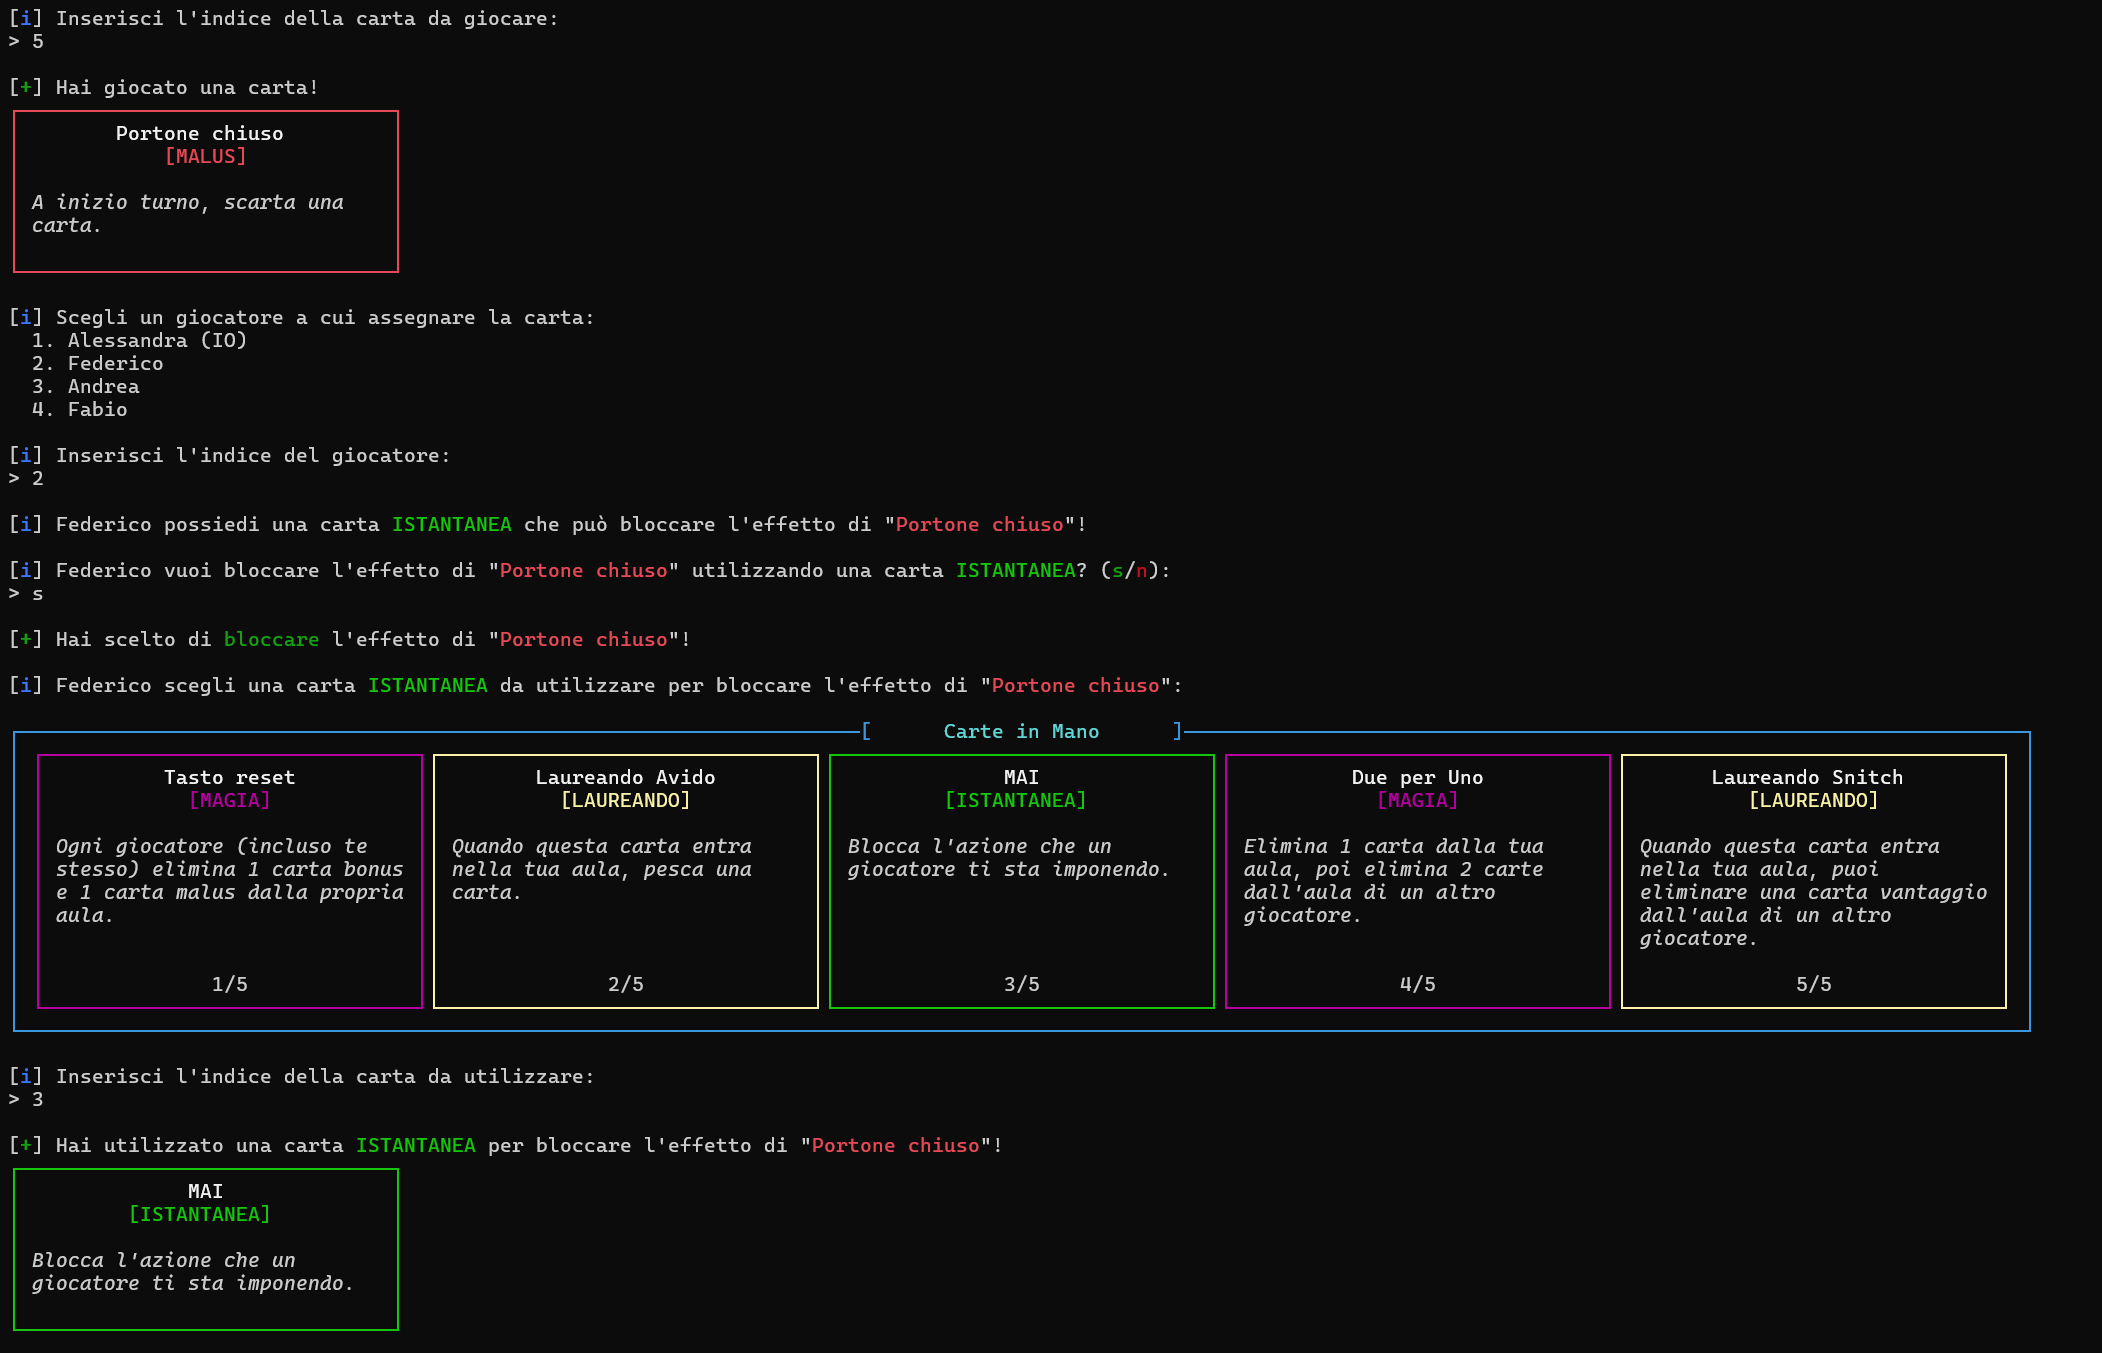 [i] Inserisci l'indice della carta da giocare:
> 5
[+] Hai giocato una carta!
Portone chiuso
[MALUS]
A inizio turno, scarta una
carta.
[i] Scegli un giocatore a cui assegnare la carta:
1. Alessandra (IO)
2. Federico
3. Andrea
4. Fabio
[i] Inserisci l'indice del giocatore:
> 2
[i] Federico possiedi una carta ISTANTANEA che può bloccare l'effetto di "Portone chiuso"!
[i] Federico vuoi bloccare l'effetto di "Portone chiuso" utilizzando una carta ISTANTANEA? (s/n):
> s
[+] Hai scelto di bloccare l'effetto di "Portone chiuso"!
[i] Federico scegli una carta ISTANTANEA da utilizzare per bloccare l'effetto di "Portone chiuso":
[ Carte in Mano ]
Tasto reset
[MAGIA]
Ogni giocatore (incluso te
stesso) elimina 1 carta bonus
e 1 carta malus dalla propria
aula.
1/5
Laureando Avido
[LAUREANDO]
Quando questa carta entra
nella tua aula, pesca una
carta.
2/5
MAI
[ISTANTANEA]
Blocca l'azione che un
giocatore ti sta imponendo.
3/5
Due per Uno
[MAGIA]
Elimina 1 carta dalla tua
aula, poi elimina 2 carte
dall'aula di un altro
giocatore.
4/5
Laureando Snitch
[LAUREANDO]
Quando questa carta entra
nella tua aula, puoi
eliminare una carta vantaggio
dall'aula di un altro
giocatore.
5/5
[i] Inserisci l'indice della carta da utilizzare:
> 3
[+] Hai utilizzato una carta ISTANTANEA per bloccare l'effetto di "Portone chiuso"!
MAI
[ISTANTANEA]
Blocca l'azione che un
giocatore ti sta imponendo.